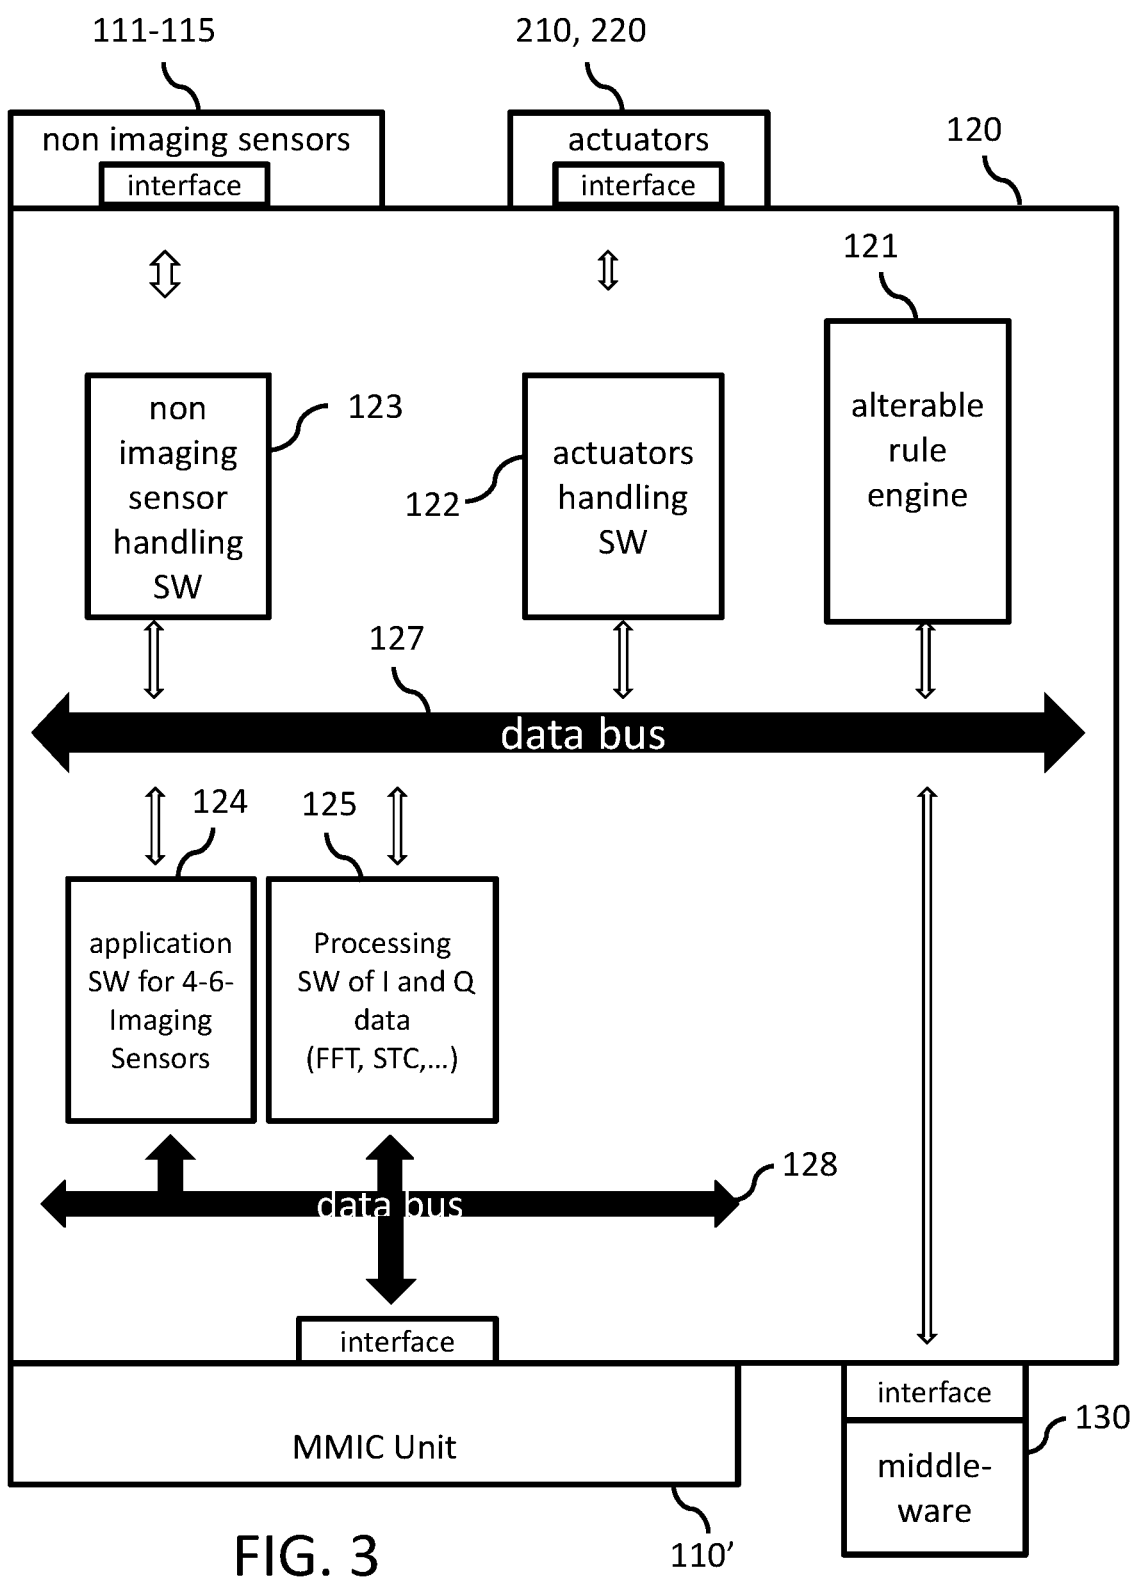 111-115
210, 220
non imaging sensors
interface
actuators
interface
120
121
non
imaging
sensor
handling
SW
123
actuators
handling
SW
122
alterable
rule
engine
127
data bus
124
125
application
SW for 4-6-
Imaging
Sensors
Processing
SW of I and Q
data
(FFT, STC,...)
128
data bus
interface
MMIC Unit
interface
130
middle-
ware
110’
FIG. 3